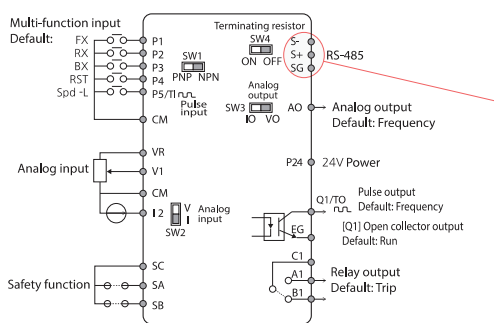 Multi-function input
Default:
FX
RX
BX
RST
Spd -L
P1
P2
P3
P4
P5/TI
CM
SW1
PNP NPN
Pulse
input
Terminating resistor
SW4
ON OFF
S-
S+
SG
RS-485
Analog
output
SW3
IO VO
AO
Analog output
Default: Frequency
Analog input
VR
V1
CM
I 2
V
I
SW2
Analog
input
P24
24V Power
Q1/TO
Pulse output
Default: Frequency
EG
[Q1] Open collector output
Default: Run
Safety function
SC
SA
SB
C1
A1
B1
Relay output
Default: Trip